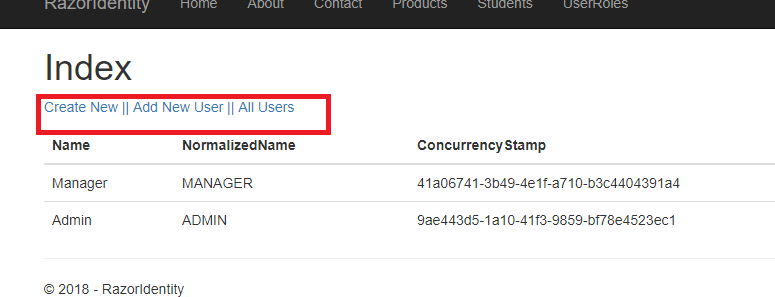 RazorIdentity Home About Contact Products Students UserRoles
Index
Create New || Add New User || All Users
Name NormalizedName ConcurrencyStamp
Manager MANAGER 41a06741-3b49-4e1f-a710-b3c4404391a4
Admin ADMIN 9ae443d5-1a10-41f3-9859-bf78e4523ec1
© 2018 - RazorIdentity